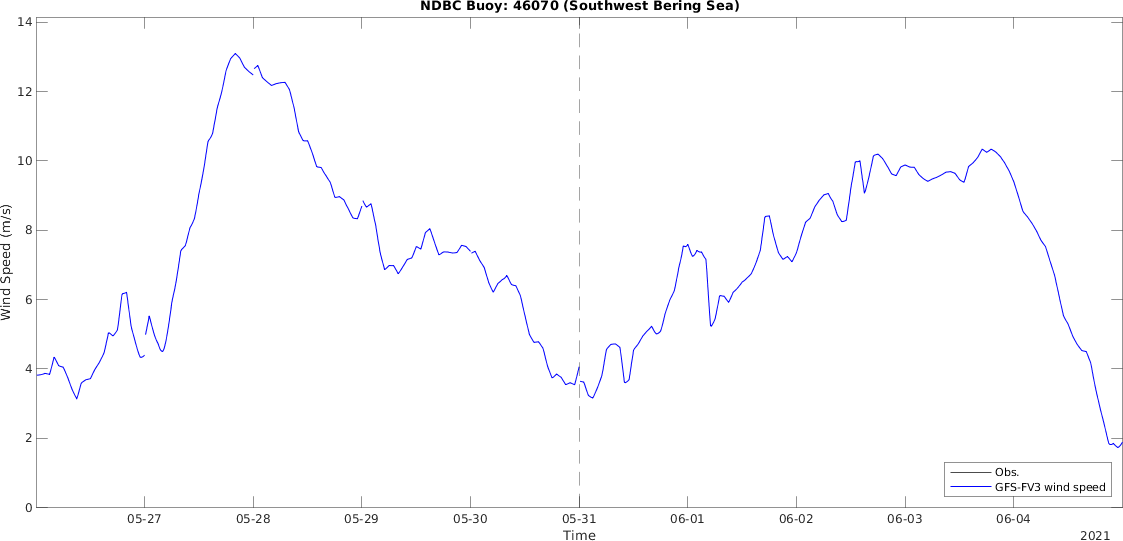 NDBC Buoy: 46070 (Southwest Bering Sea)
14
12
10
8
6
4
2
0
Wind Speed (m/s)
05-27 05-28 05-29 05-30 05-31 06-01 06-02 06-03 06-04
Time
2021
Obs.
GFS-FV3 wind speed